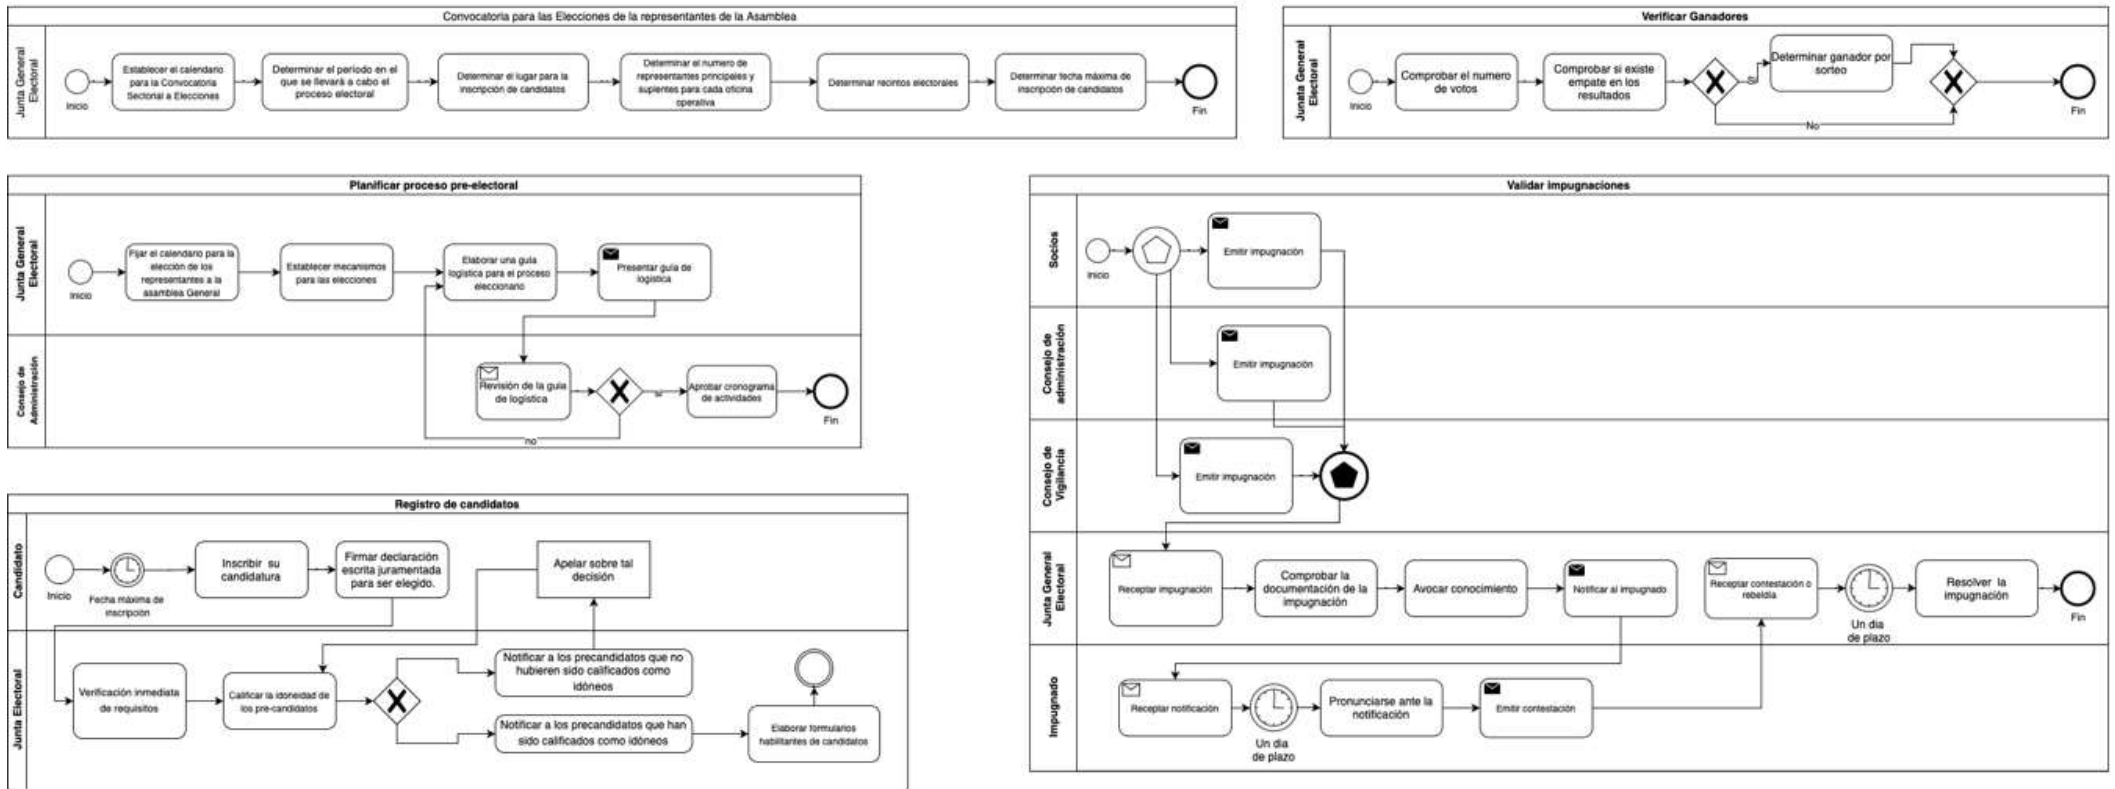 Convocatoria para las Elecciones de la representantes de la Asamblea
Junta General
Electoral
Inicio
Establecer el calendario
para la Convocatoria
Sectorial a Elecciones
Determinar el período en el
que se llevará a cabo el
proceso electoral
Determinar el lugar para la
inscripción de candidatos
Determinar el numero de
representantes principales y
suplentes para cada oficina
operativa
Determinar recintos electorales
Determinar fecha máxima de
inscripción de candidatos
Fin
Verificar Ganadores
Junata General
Electoral
Inicio
Comprobar el numero
de votos
Comprobar si existe
empate en los
resultados
Determinar ganador por
sorteo
No
Fin
Planificar proceso pre-electoral
Junta General
Electoral
Inicio
Fijar el calendario para la
elección de los
representantes a la
asamblea General
Establecer mecanismos
para las elecciones
Elaborar una guia
logística para el proceso
eleccionario
Presentar guia de
logística
Consejo de
Administración
Revisión de la guia
de logística
no
Aprobar cronograma
de actividades
Fin
Registro de candidatos
Candidato
Inicio
Fecha máxima de
inscripción
Inscribir su
candidatura
Firmar declaración
escrita juramentada
para ser elegido.
Apelar sobre tal
decisión
Junta Electoral
Verificación inmediata
de requisitos
Calificar la idoneidad de
los pre-candidatos
Notificar a los precandidatos que no
hubieren sido calificados como
idóneos
Notificar a los precandidatos que han
sido calificados como idóneos
Elaborar formularios
habilitantes de candidatos
Validar impugnaciones
Socios
Inicio
Emitir impugnación
Consejo de
administración
Emitir impugnación
Consejo de
Vigilancia
Emitir impugnación
Junta General
Electoral
Receptar impugnación
Comprobar la
documentación de la
impugnación
Avocar conocimiento
Notificar al impugnado
Receptar contestación o
rebeldía
Un dia
de plazo
Resolver la
impugnación
Fin
Impugnado
Receptar notificación
Un dia
de plazo
Pronunciarse ante la
notificación
Emitir contestación